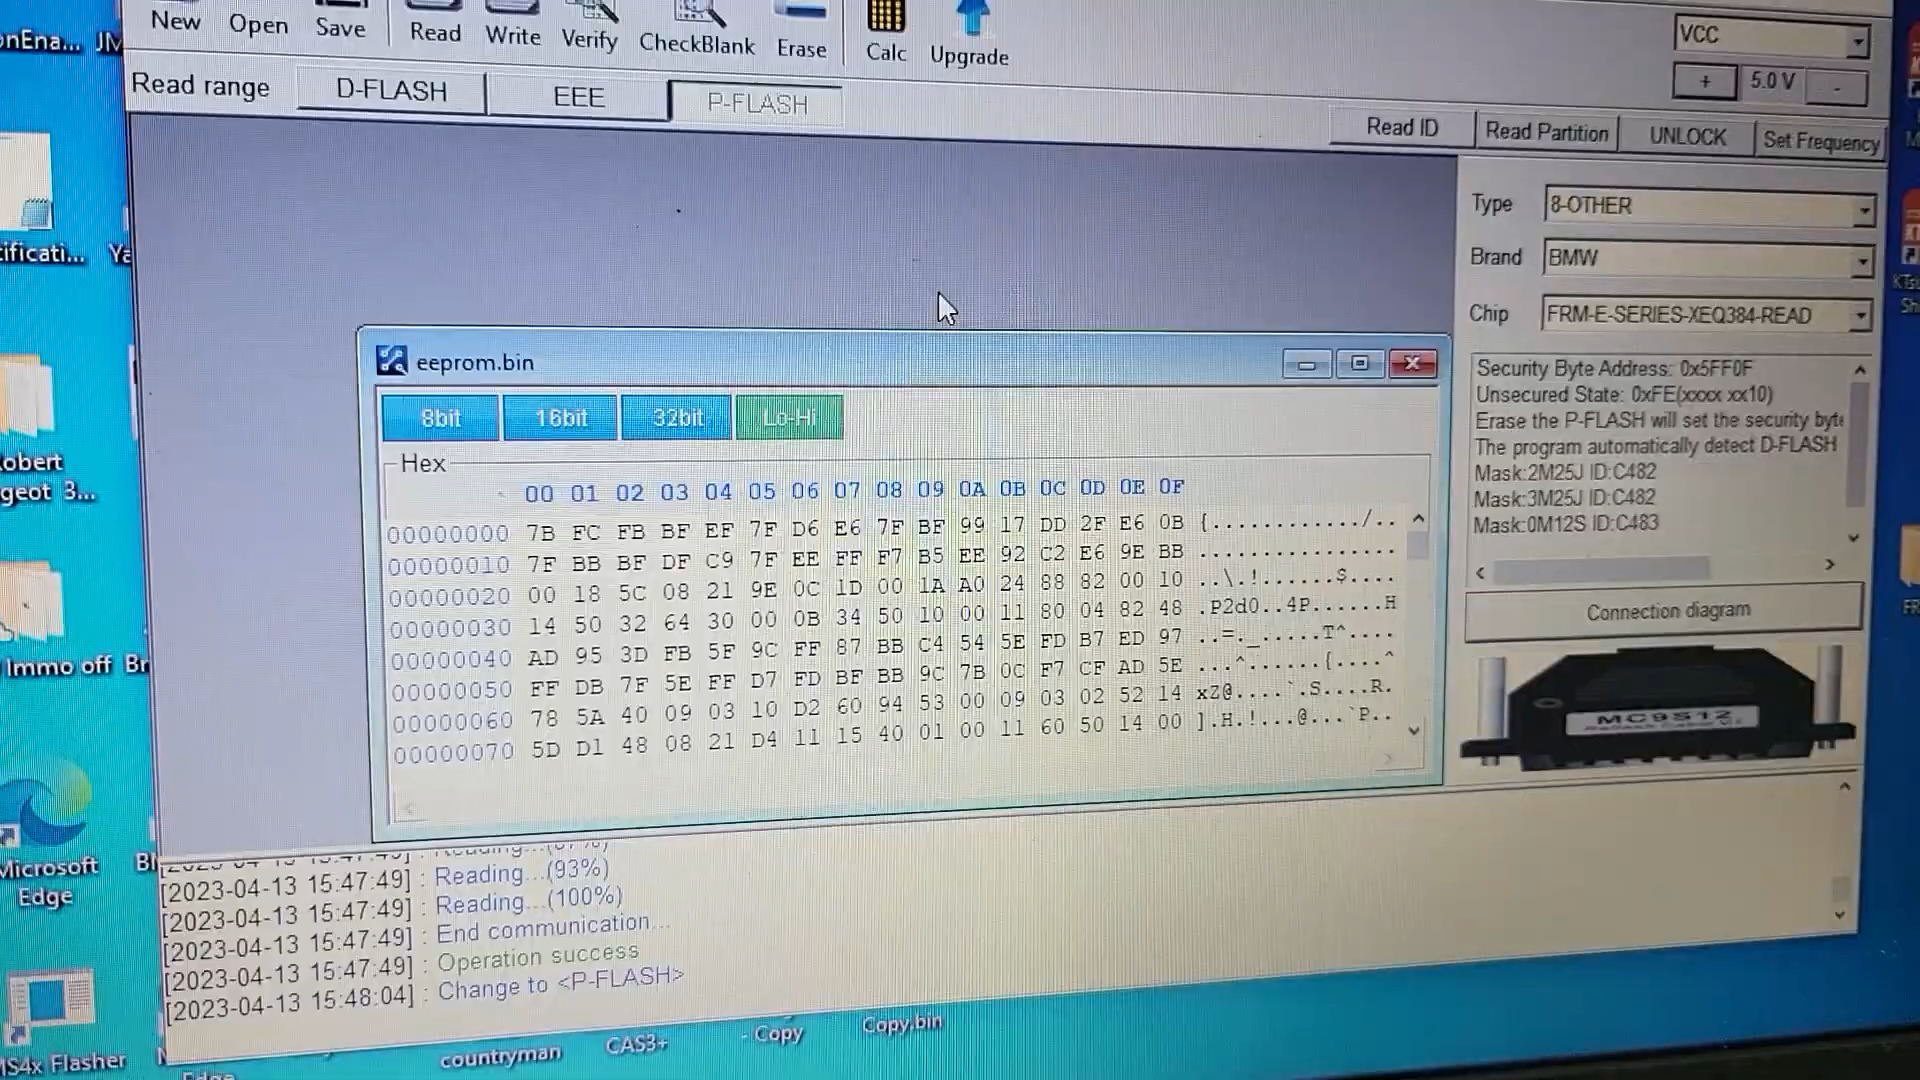 New Open Save Read Write Verify CheckBlank Erase Calc Upgrade
VCC
+ 5.0 V -
Read range D-FLASH EEE P-FLASH
Read ID Read Partition UNLOCK Set Frequency
Type 8-OTHER
Brand BMW
Chip FRM-E-SERIES-XEQ384-READ
Security Byte Address: 0x5FF0F
Unsecured State: 0xFE(xxxx xx10)
Erase the P-FLASH will set the security byte
The program automatically detect D-FLASH
Mask:2M25J ID:C482
Mask:3M25J ID:C482
Mask:0M12S ID:C483
Connection diagram
MC9S12
eeprom.bin
8bit 16bit 32bit Lo-Hi
Hex
00 01 02 03 04 05 06 07 08 09 0A 0B 0C 0D 0E 0F
00000000 7B FC FB BF EF 7F D6 E6 7F BF 99 17 DD 2F E6 0B {............/..
00000010 7F BB BF DF C9 7F EE FF F7 B5 EE 92 C2 E6 9E BB ................
00000020 00 18 5C 08 21 9E 0C 1D 00 1A A0 24 88 82 00 10 ..\.!......$....
00000030 14 50 32 64 30 00 0B 34 50 10 00 11 80 04 82 48 .P2d0..4P......H
00000040 AD 95 3D FB 5F 9C FF 87 BB C4 54 5E FD B7 ED 97 ..=._.....T^....
00000050 FF DB 7F 5E FF D7 FD BF BB 9C 7B 0C F7 CF AD 5E ...^......{....^
00000060 78 5A 40 09 03 10 D2 60 94 53 00 09 03 02 52 14 xZ@....`.S....R.
00000070 5D D1 48 08 21 D4 11 15 40 01 00 11 60 50 14 00 ].H.!...@...`P..
[2023-04-13 15:47:49] : Reading...(93%)
[2023-04-13 15:47:49] : Reading...(100%)
[2023-04-13 15:47:49] : End communication...
[2023-04-13 15:47:49] : Operation success
[2023-04-13 15:48:04] : Change to <P-FLASH>
onEna... JM
ificati... Ya
obert
geot 3...
Immo off Br
Microsoft
Edge
MS4x Flasher
Edge
countryman
CAS3+
- Copy
Copy.bin